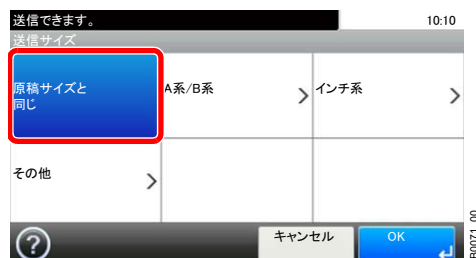 送信できます。
10:10
送信サイズ
原稿サイズと
同じ
A系/B系
インチ系
その他
キャンセル
OK